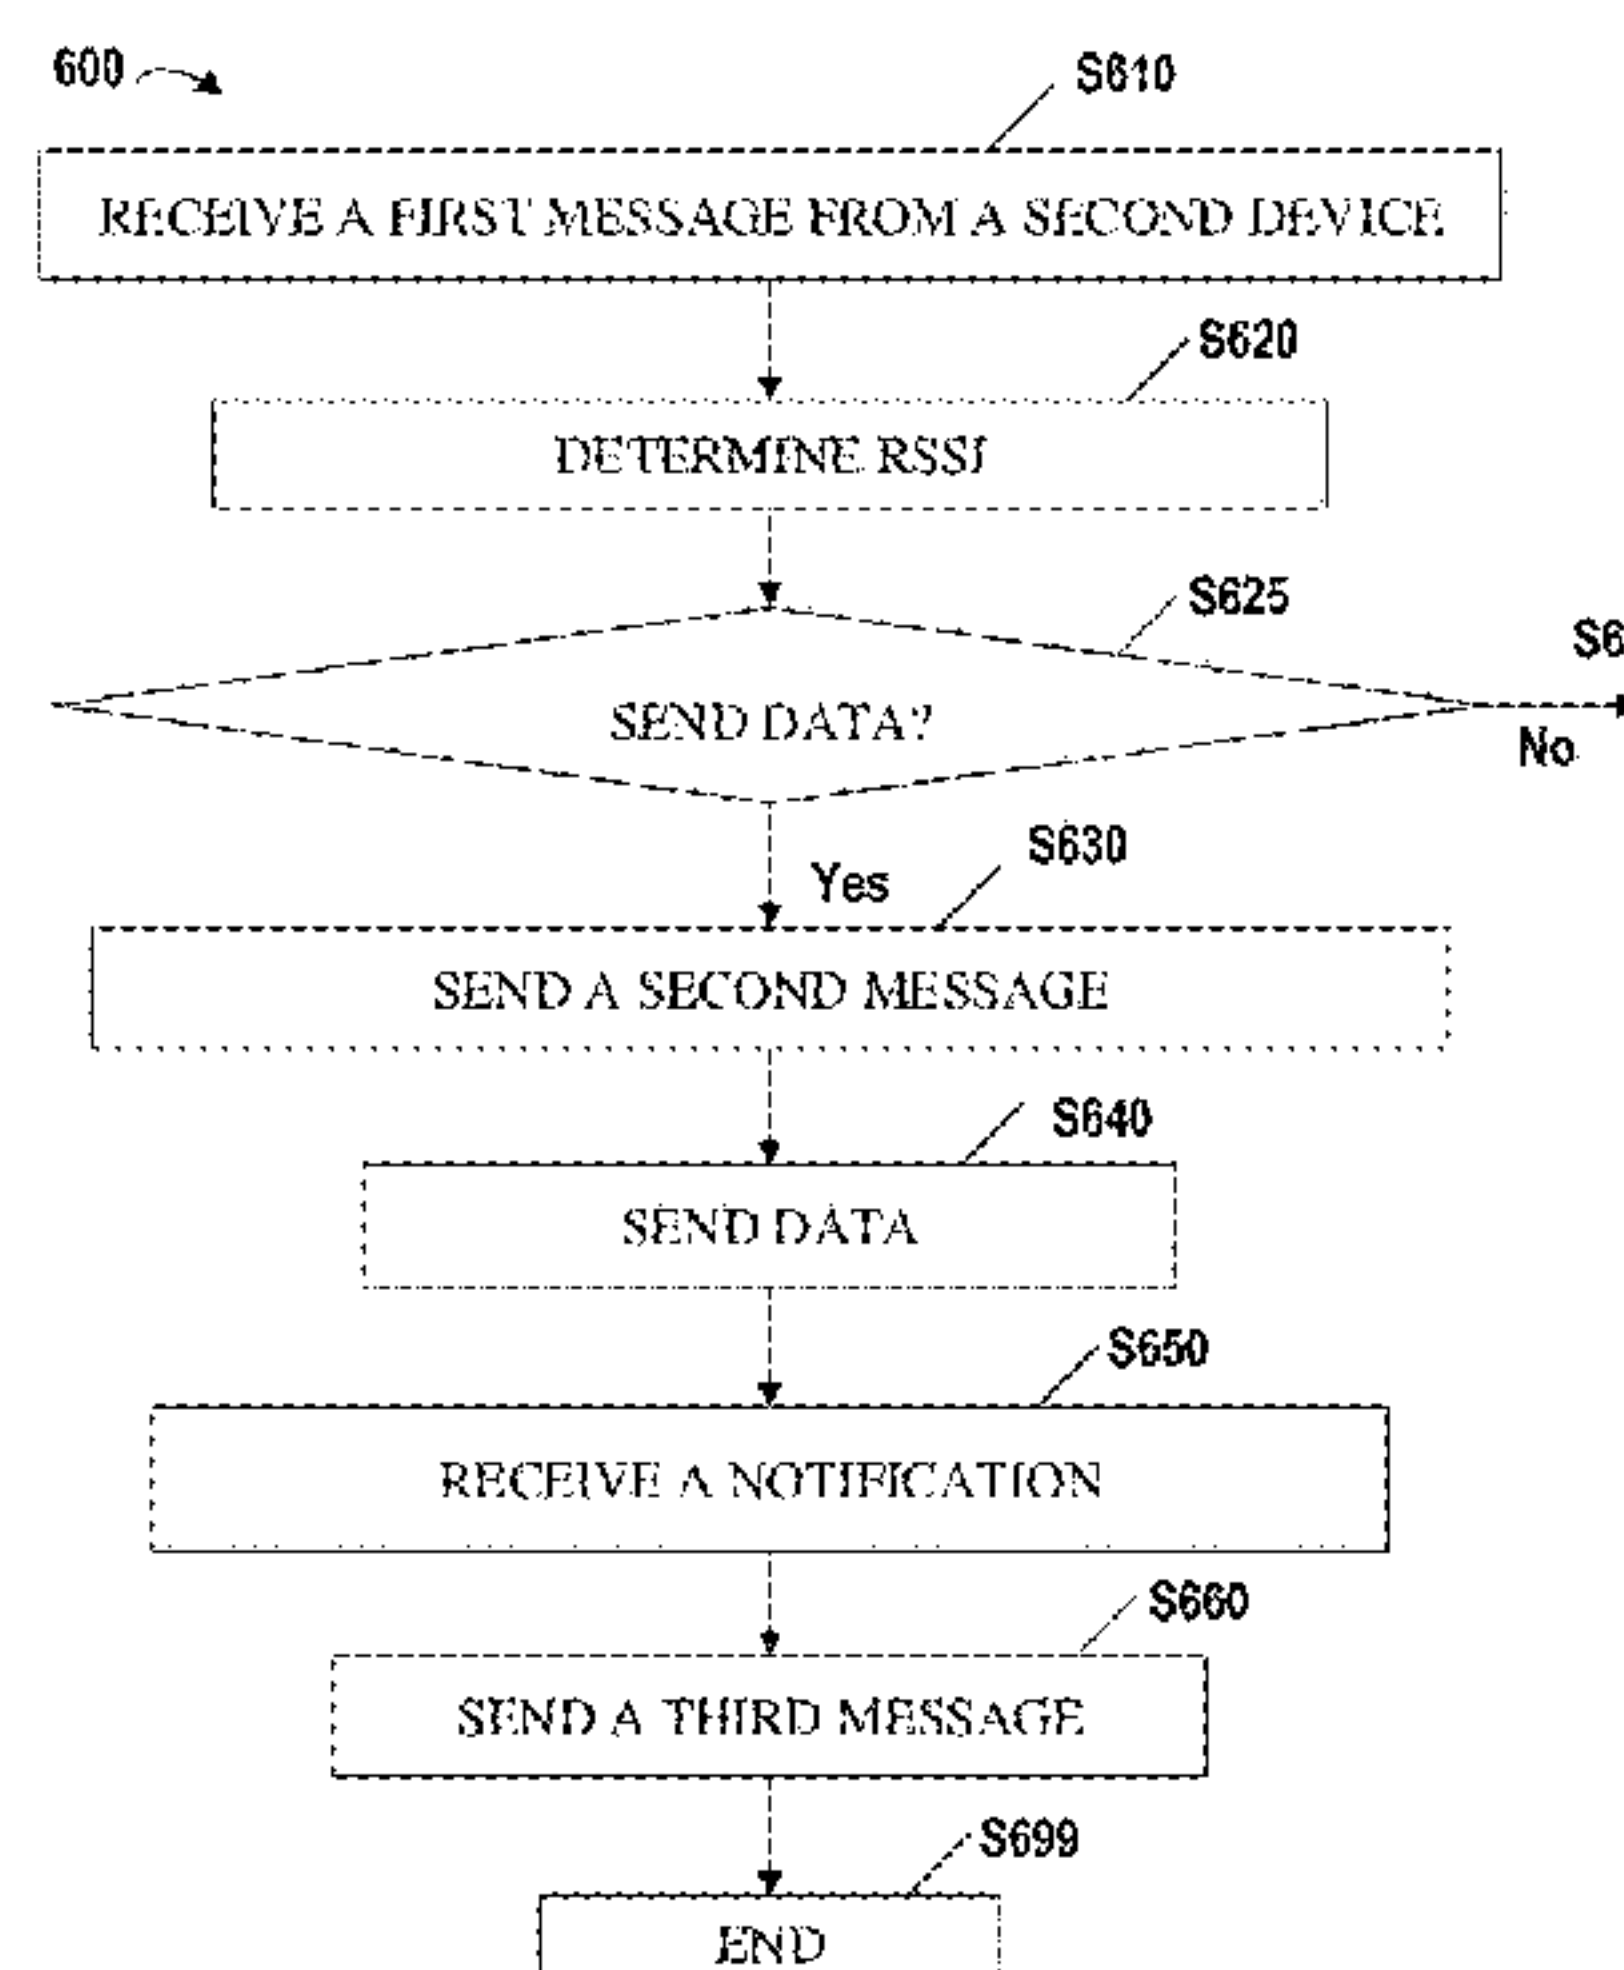 600
S610
RECEIVE A FIRST MESSAGE FROM A SECOND DEVICE
S620
DETERMINE RSSI
S625
S6
SEND DATA?
No
Yes
S630
SEND A SECOND MESSAGE
S640
SEND DATA
S650
RECEIVE A NOTIFICATION
S660
SEND A THIRD MESSAGE
S699
END